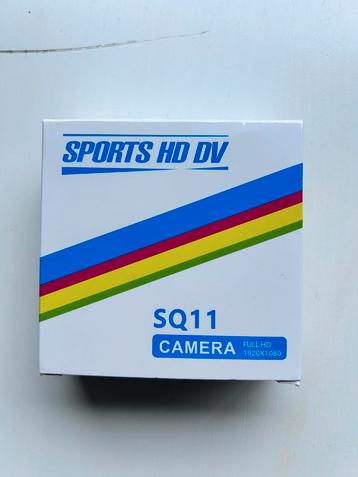 SPORTS HD DV
SQ11
CAMERA
FULL HD
1920X1080